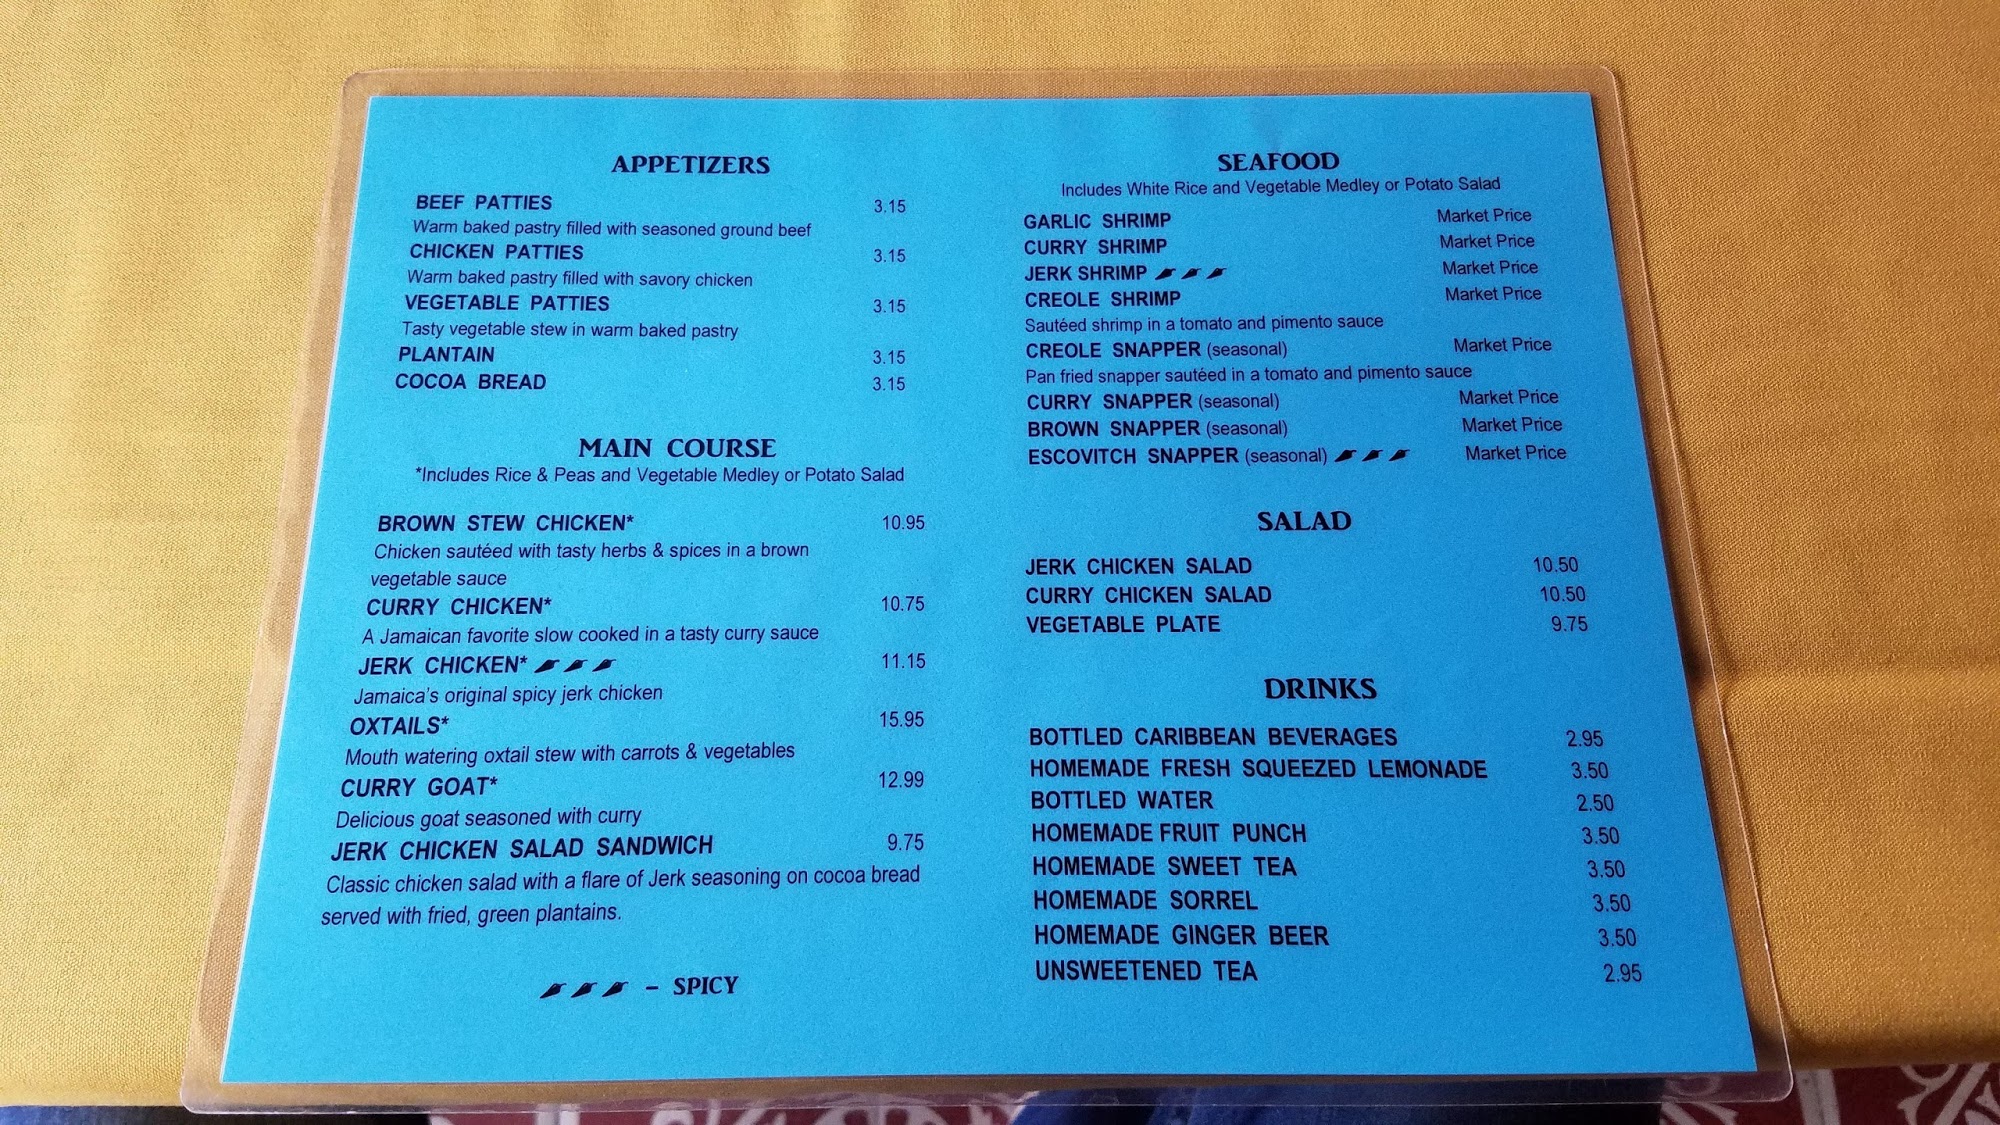 APPETIZERS
BEEF PATTIES 3.15
Warm baked pastry filled with seasoned ground beef
CHICKEN PATTIES 3.15
Warm baked pastry filled with savory chicken
VEGETABLE PATTIES 3.15
Tasty vegetable stew in warm baked pastry
PLANTAIN 3.15
COCOA BREAD 3.15
MAIN COURSE
*Includes Rice & Peas and Vegetable Medley or Potato Salad
BROWN STEW CHICKEN* 10.95
Chicken sautéed with tasty herbs & spices in a brown
vegetable sauce
CURRY CHICKEN* 10.75
A Jamaican favorite slow cooked in a tasty curry sauce
JERK CHICKEN* 11.15
Jamaica's original spicy jerk chicken
OXTAILS* 15.95
Mouth watering oxtail stew with carrots & vegetables
CURRY GOAT* 12.99
Delicious goat seasoned with curry
JERK CHICKEN SALAD SANDWICH 9.75
Classic chicken salad with a flare of Jerk seasoning on cocoa bread
served with fried, green plantains.
– SPICY
SEAFOOD
Includes White Rice and Vegetable Medley or Potato Salad
GARLIC SHRIMP Market Price
CURRY SHRIMP Market Price
JERK SHRIMP Market Price
CREOLE SHRIMP Market Price
Sautéed shrimp in a tomato and pimento sauce
CREOLE SNAPPER (seasonal) Market Price
Pan fried snapper sautéed in a tomato and pimento sauce
CURRY SNAPPER (seasonal) Market Price
BROWN SNAPPER (seasonal) Market Price
ESCOVITCH SNAPPER (seasonal) Market Price
SALAD
JERK CHICKEN SALAD 10.50
CURRY CHICKEN SALAD 10.50
VEGETABLE PLATE 9.75
DRINKS
BOTTLED CARIBBEAN BEVERAGES 2.95
HOMEMADE FRESH SQUEEZED LEMONADE 3.50
BOTTLED WATER 2.50
HOMEMADE FRUIT PUNCH 3.50
HOMEMADE SWEET TEA 3.50
HOMEMADE SORREL 3.50
HOMEMADE GINGER BEER 3.50
UNSWEETENED TEA 2.95